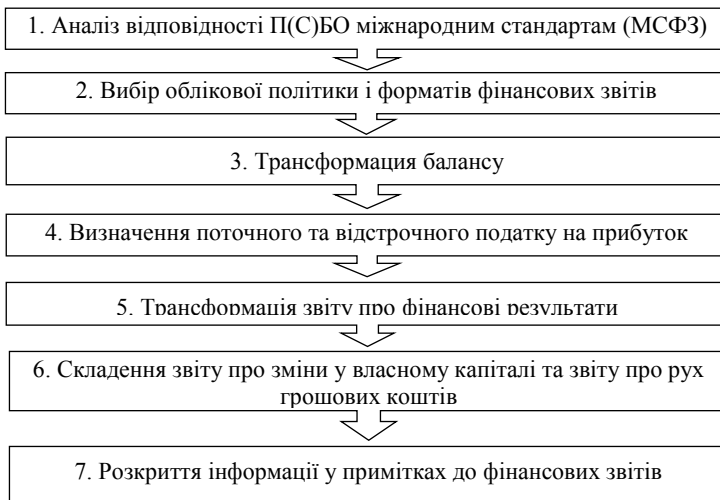 1. Аналіз відповідності П(С)БО міжнародним стандартам (МСФЗ)
2. Вибір облікової політики і форматів фінансових звітів
3. Трансформация балансу
4. Визначення поточного та відстрочного податку на прибуток
5. Трансформація звіту про фінансові результати
6. Складення звіту про зміни у власному капіталі та звіту про рух
грошових коштів
7. Розкриття інформації у примітках до фінансових звітів